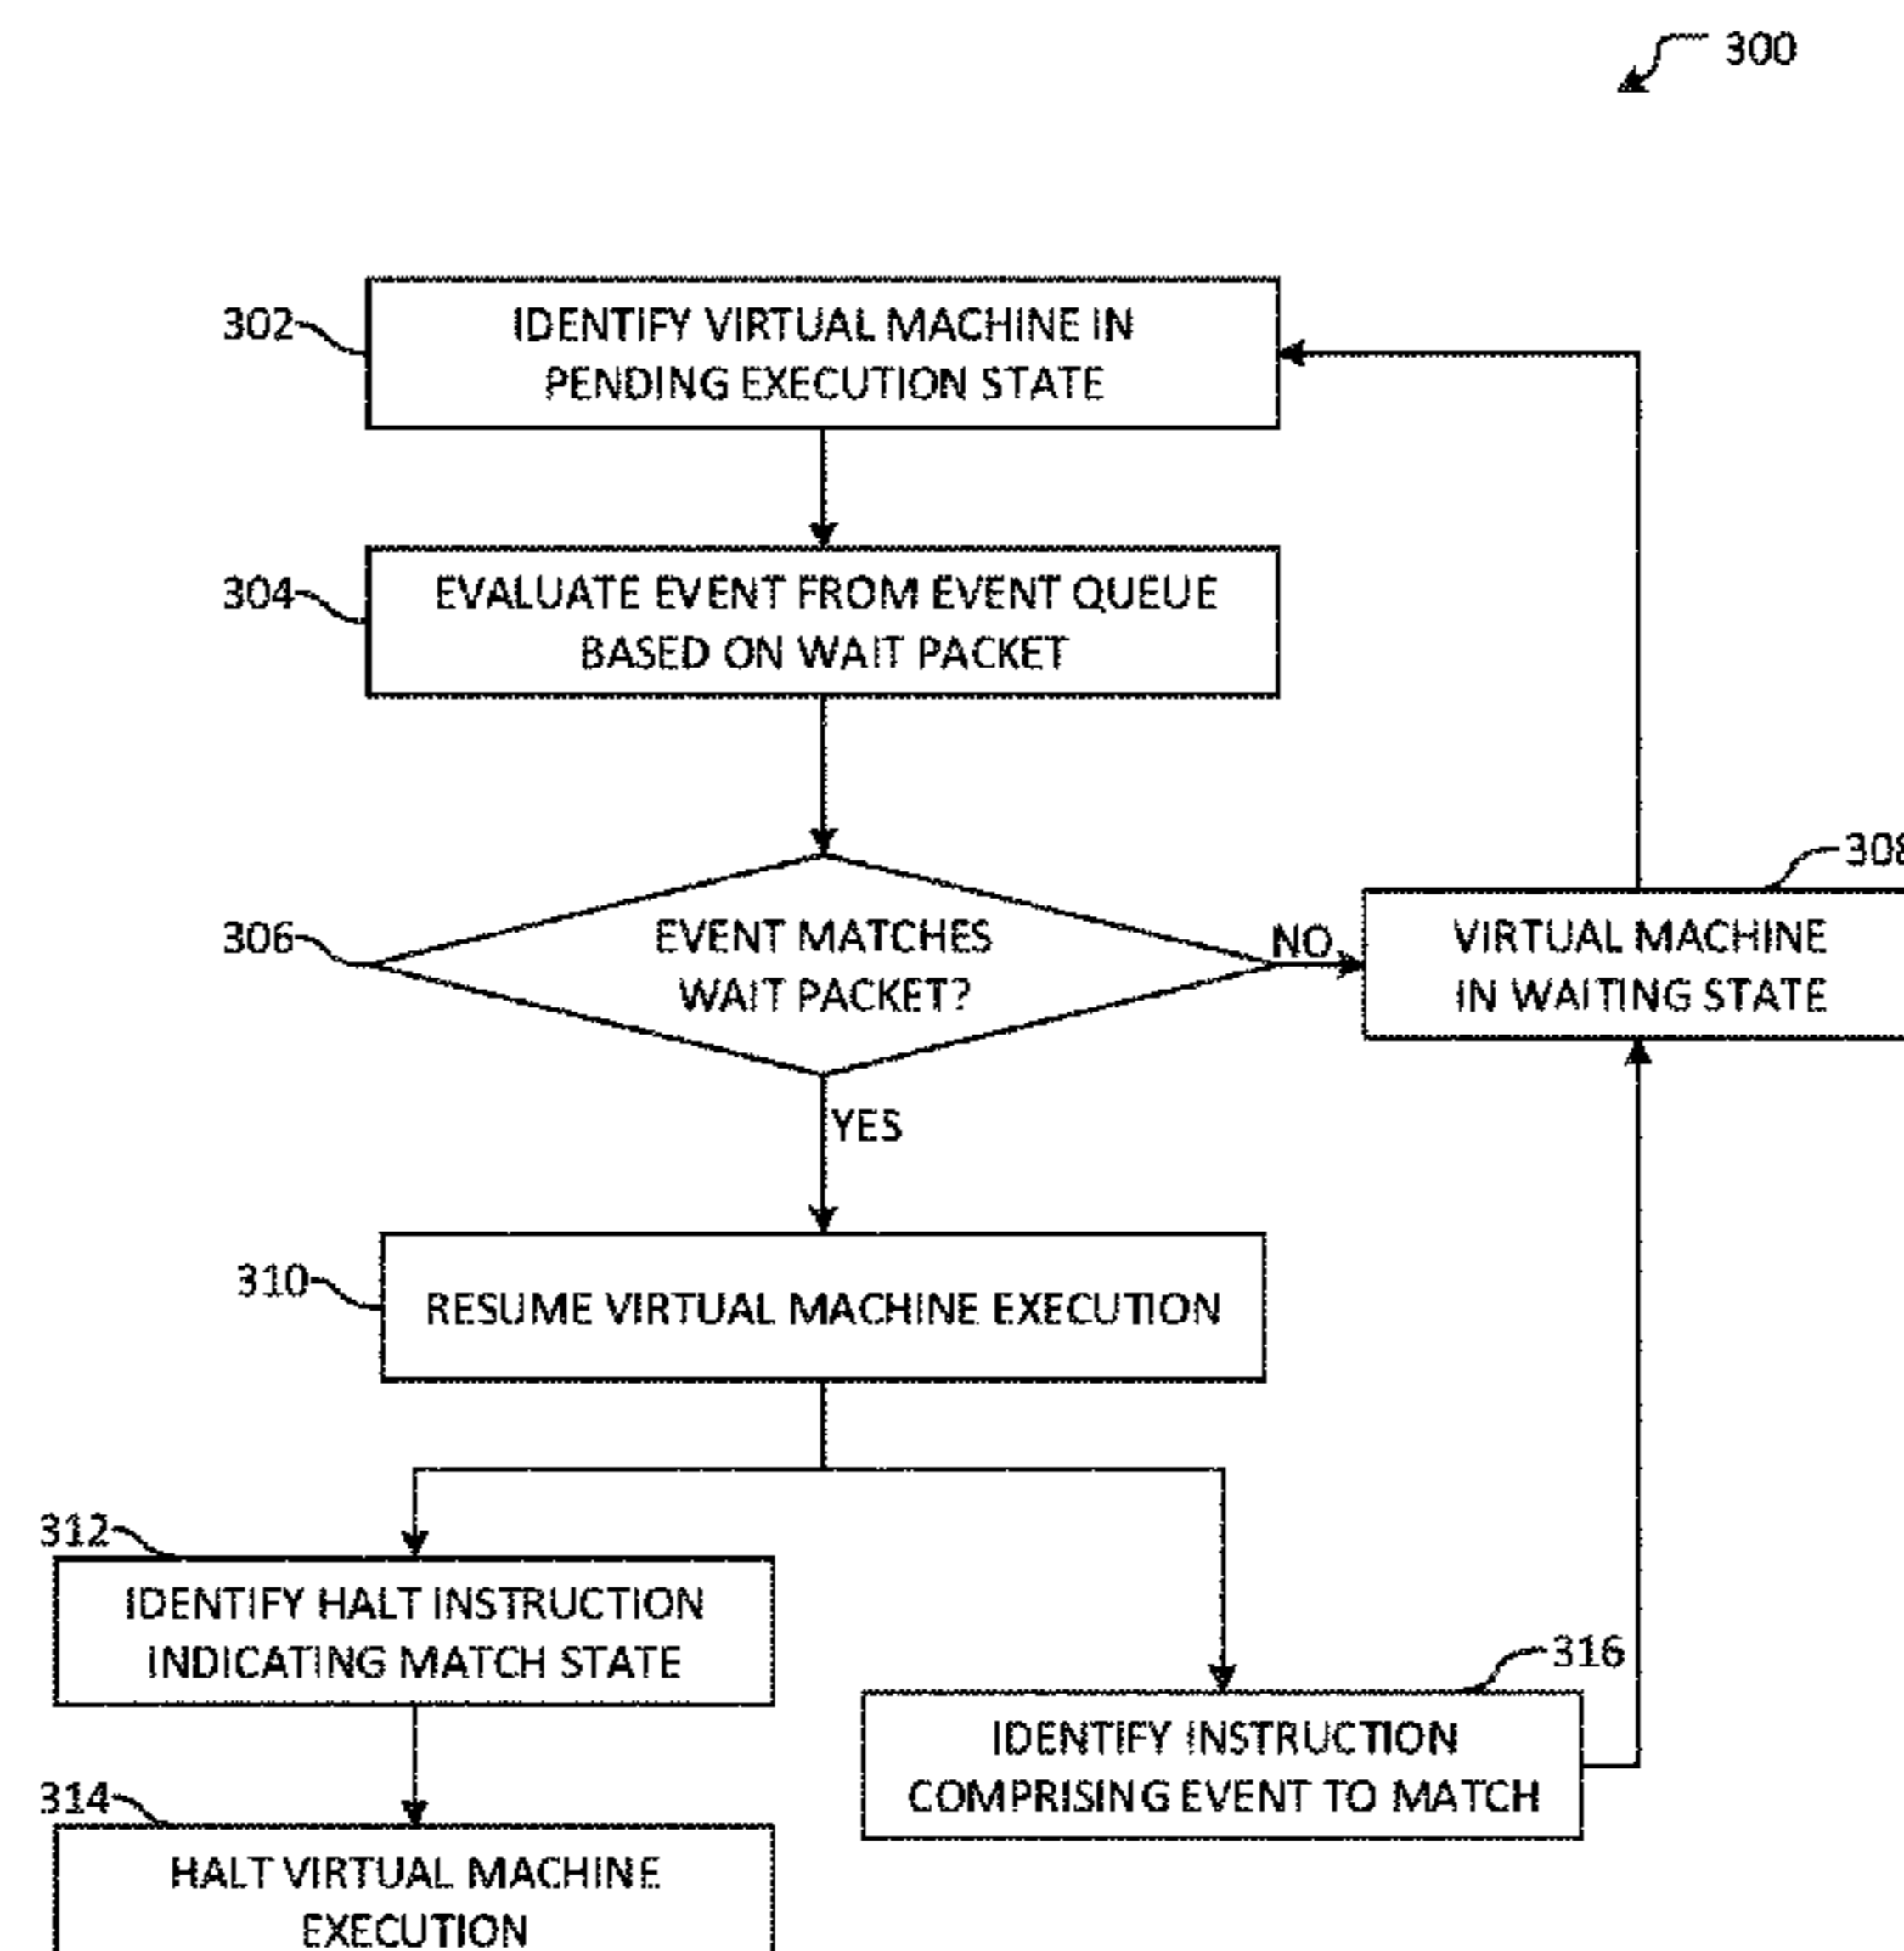 300
302
IDENTIFY VIRTUAL MACHINE IN
PENDING EXECUTION STATE
304
EVALUATE EVENT FROM EVENT QUEUE
BASED ON WAIT PACKET
306
EVENT MATCHES
WAIT PACKET?
NO
308
VIRTUAL MACHINE
IN WAITING STATE
YES
310
RESUME VIRTUAL MACHINE EXECUTION
312
IDENTIFY HALT INSTRUCTION
INDICATING MATCH STATE
316
IDENTIFY INSTRUCTION
COMPRISING EVENT TO MATCH
314
HALT VIRTUAL MACHINE
EXECUTION